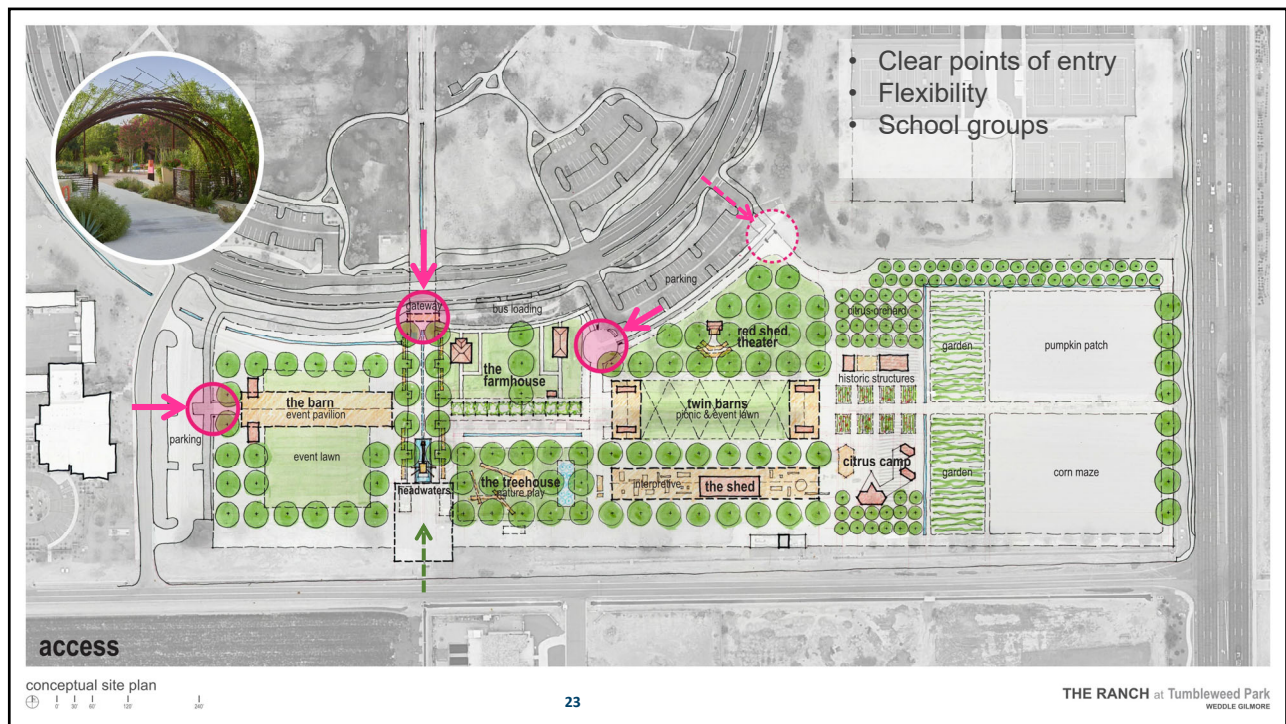 • Clear points of entry
• Flexibility
• School groups
gateway
bus loading
parking
red shed
theater
citrus orchard
garden
pumpkin patch
the
farmhouse
historic structures
the barn
event pavilion
twin barns
picnic & event lawn
parking
event lawn
headwaters
the treehouse
nature play
interpretive
the shed
citrus camp
garden
corn maze
access
conceptual site plan
0' 30' 60' 120' 240'
23
THE RANCH at Tumbleweed Park
WEDDLE GILMORE